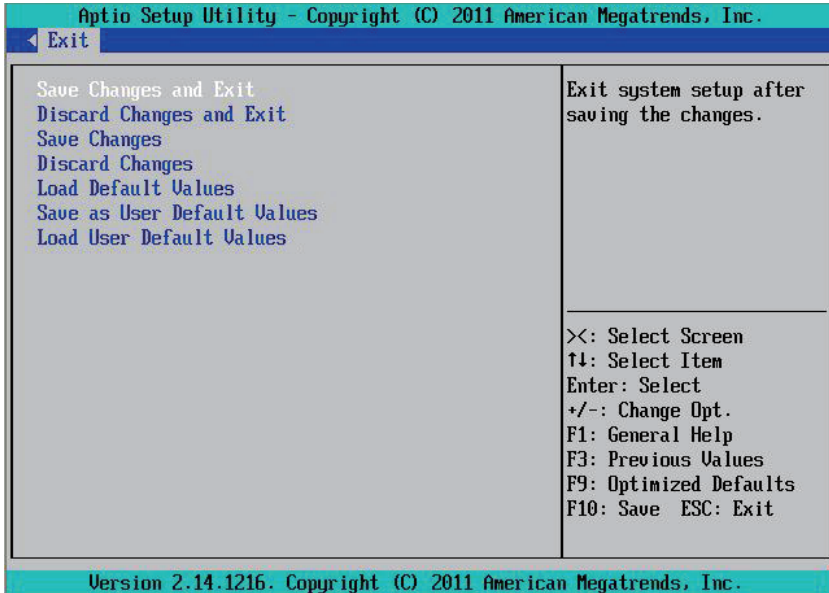 Aptio Setup Utility - Copyright (C) 2011 American Megatrends, Inc.
Exit
Save Changes and Exit
Discard Changes and Exit
Save Changes
Discard Changes
Load Default Values
Save as User Default Values
Load User Default Values
Exit system setup after
saving the changes.
><: Select Screen
↑↓: Select Item
Enter: Select
+/-: Change Opt.
F1: General Help
F3: Previous Values
F9: Optimized Defaults
F10: Save ESC: Exit
Version 2.14.1216. Copyright (C) 2011 American Megatrends, Inc.